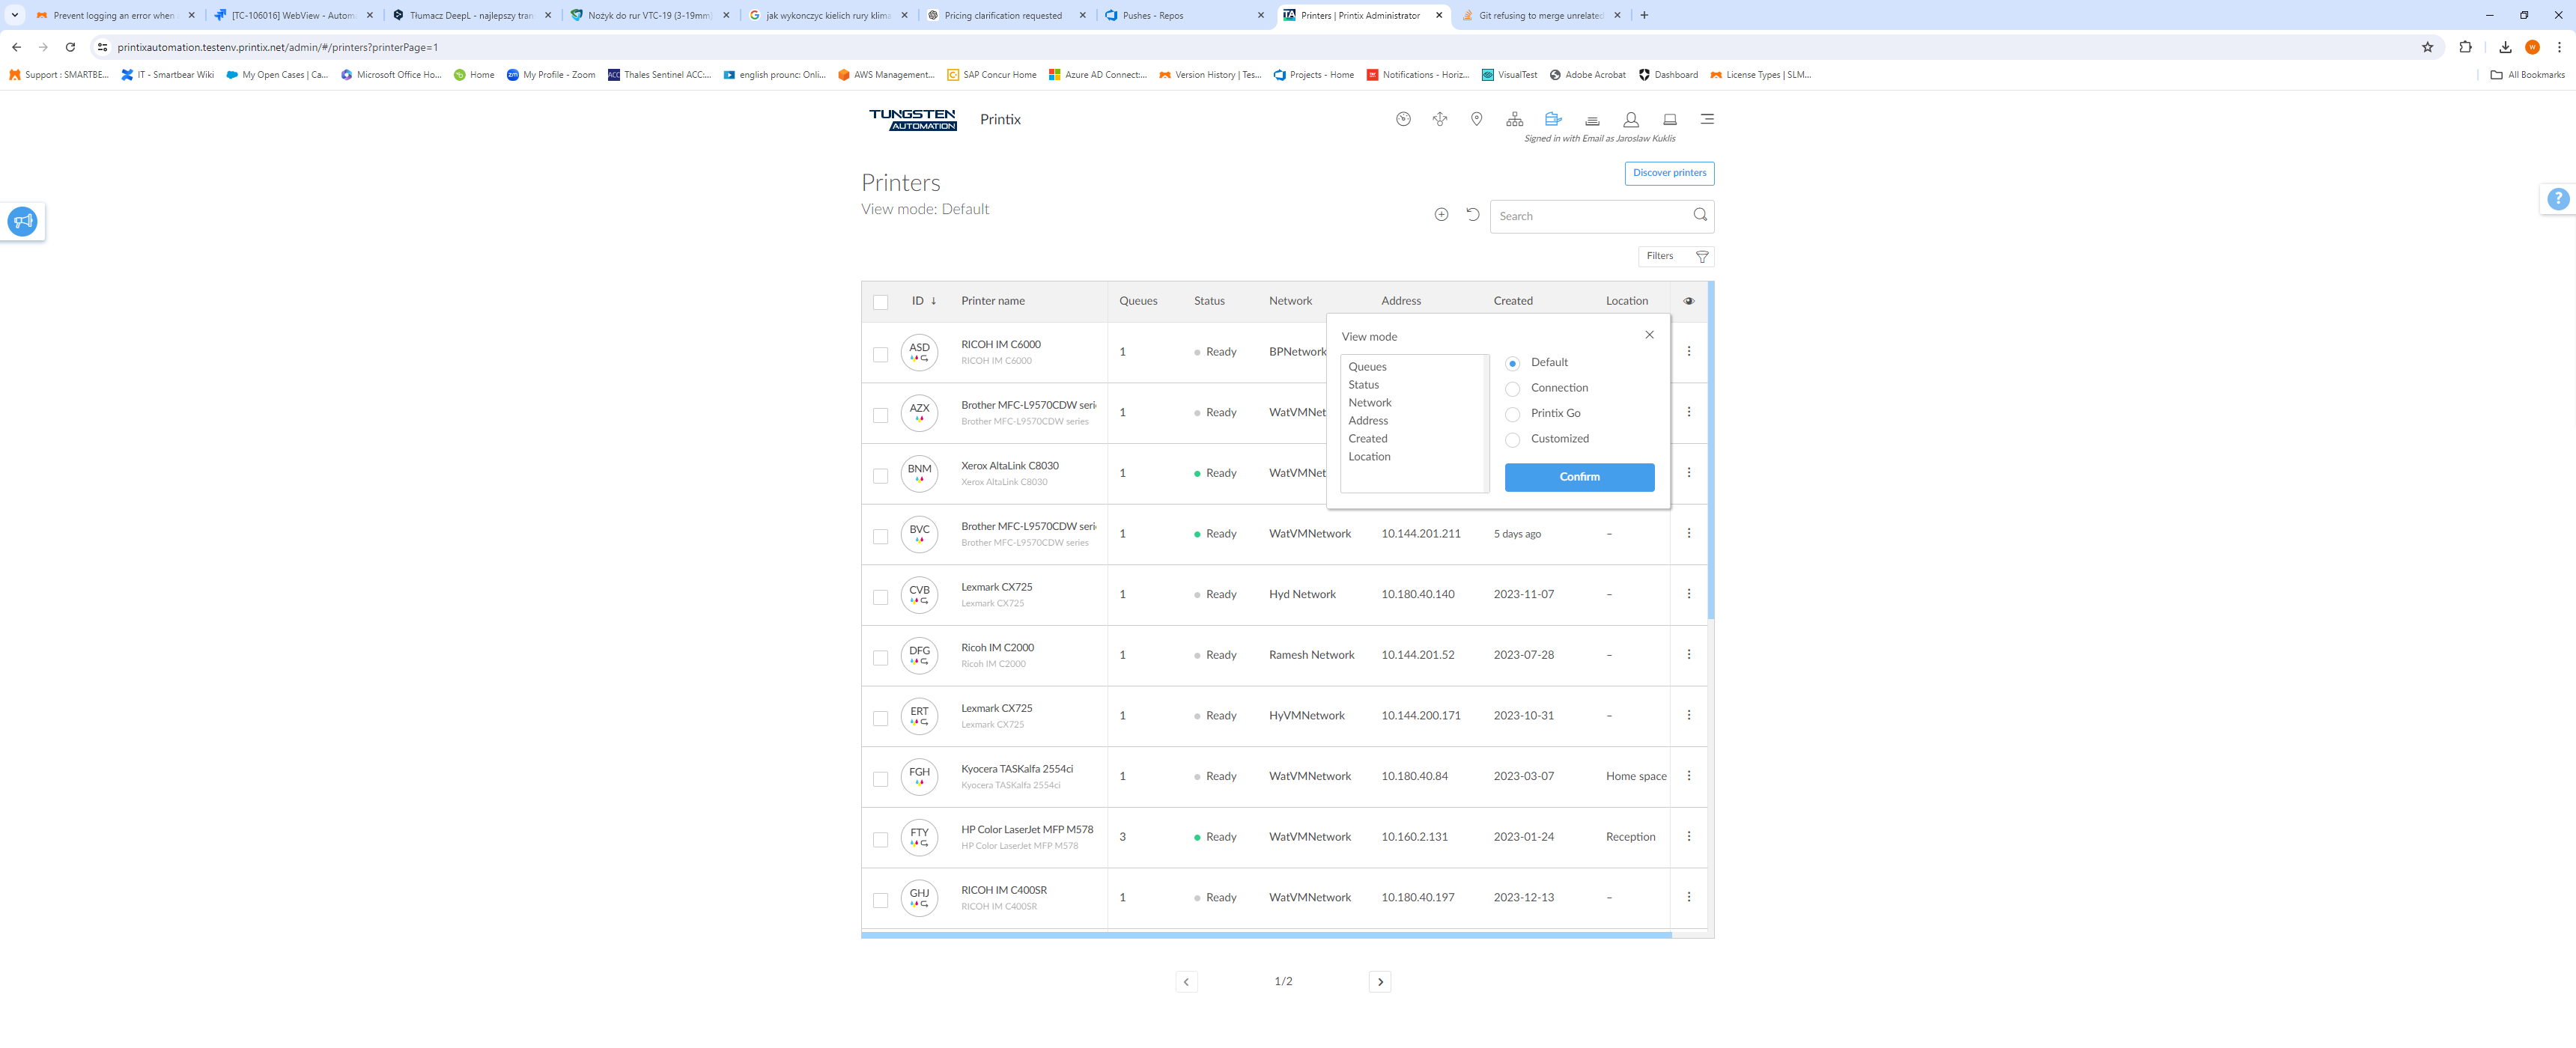 Prevent logging an error when
[TC-106016] WebView - Autom
Tłumacz DeepL - najlepszy tran
Nożyk do rur VTC-19 (3-19mm)
jak wykonczyc kielich rury klima
Pricing clarification requested
Pushes - Repos
Printers | Printix Administrator
Git refusing to merge unrelated
printixautomation.testenv.printix.net/admin/#/printers?printerPage=1
w
Support : SMARTBE...
IT - Smartbear Wiki
My Open Cases | Ca...
Microsoft Office Ho...
Home
My Profile - Zoom
Thales Sentinel ACC:...
english prounc: Onli...
AWS Management...
SAP Concur Home
Azure AD Connect:...
Version History | Tes...
Projects - Home
Notifications - Horiz...
VisualTest
Adobe Acrobat
Dashboard
License Types | SLM...
All Bookmarks
TUNGSTEN
AUTOMATION
Printix
Signed in with Email as Jaroslaw Kuklis
Discover printers
Printers
View mode: Default
Search
?
Filters
ID ↓ Printer name Queues Status Network Address Created Location
View mode
Queues
Status
Network
Address
Created
Location
Default
Connection
Printix Go
Customized
Confirm
ASD RICOH IM C6000 1 Ready BPNetwork
RICOH IM C6000
AZX Brother MFC-L9570CDW seri 1 Ready WatVMNet
Brother MFC-L9570CDW series
BNM Xerox AltaLink C8030 1 Ready WatVMNet
Xerox AltaLink C8030
BVC Brother MFC-L9570CDW seri 1 Ready WatVMNetwork 10.144.201.211 5 days ago –
Brother MFC-L9570CDW series
CVB Lexmark CX725 1 Ready Hyd Network 10.180.40.140 2023-11-07 –
Lexmark CX725
DFG Ricoh IM C2000 1 Ready Ramesh Network 10.144.201.52 2023-07-28 –
Ricoh IM C2000
ERT Lexmark CX725 1 Ready HyVMNetwork 10.144.200.171 2023-10-31 –
Lexmark CX725
FGH Kyocera TASKalfa 2554ci 1 Ready WatVMNetwork 10.180.40.84 2023-03-07 Home space
Kyocera TASKalfa 2554ci
FTY HP Color LaserJet MFP M578 3 Ready WatVMNetwork 10.160.2.131 2023-01-24 Reception
HP Color LaserJet MFP M578
GHJ RICOH IM C400SR 1 Ready WatVMNetwork 10.180.40.197 2023-12-13 –
RICOH IM C400SR
1/2